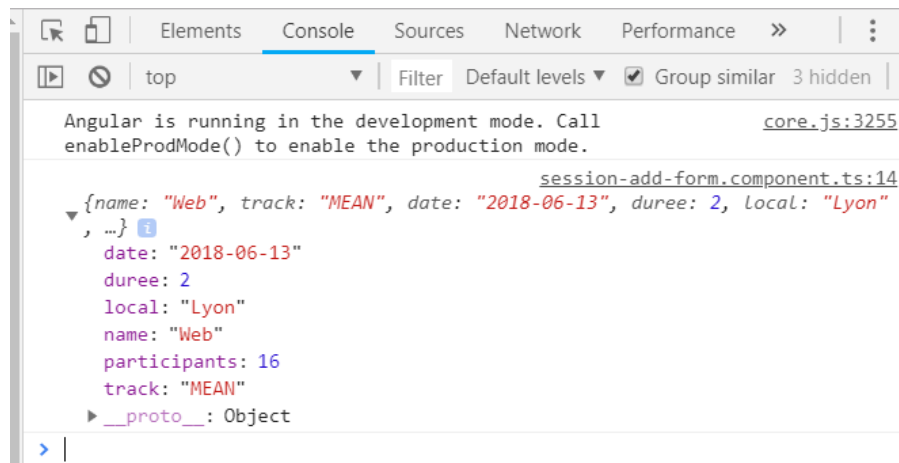 Elements Console Sources Network Performance »
top ▼ Filter Default levels ▼ Group similar 3 hidden
Angular is running in the development mode. Call core.js:3255
enableProdMode() to enable the production mode.
session-add-form.component.ts:14
{name: "Web", track: "MEAN", date: "2018-06-13", duree: 2, local: "Lyon"
, …} i
date: "2018-06-13"
duree: 2
local: "Lyon"
name: "Web"
participants: 16
track: "MEAN"
__proto__: Object
>